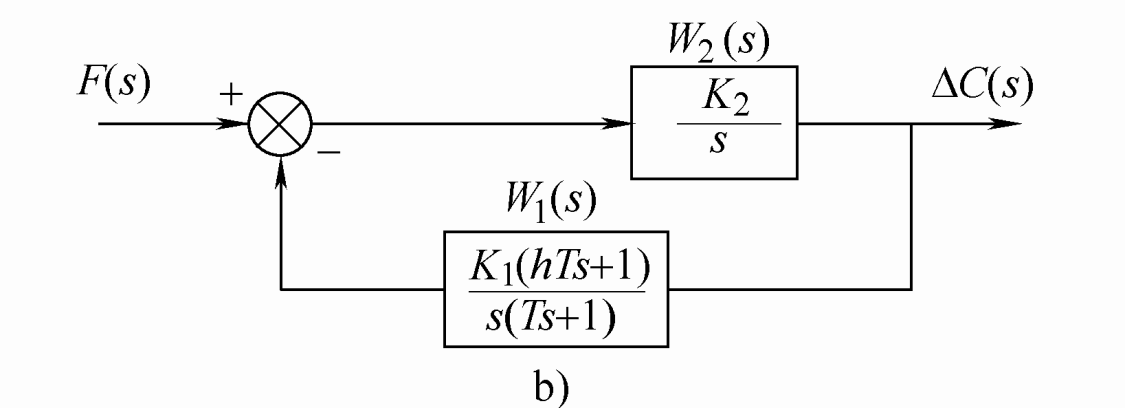 W₂(s)
F(s) + K₂/s ΔC(s)
−
W₁(s)
K₁(hTs+1)
s(Ts+1)
b)